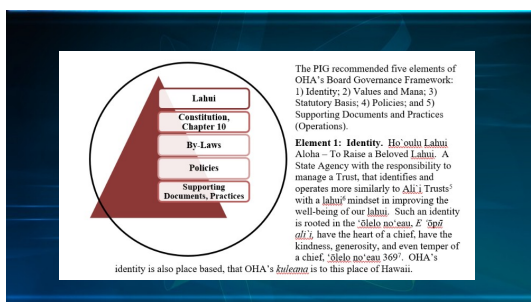 Lahui
Constitution,
Chapter 10
By-Laws
Policies
Supporting
Documents, Practices
The PIG recommended five elements of
OHA's Board Governance Framework:
1) Identity; 2) Values and Mana; 3)
Statutory Basis; 4) Policies; and 5)
Supporting Documents and Practices
(Operations).
Element 1: Identity. Ho`oulu Lahui
Aloha – To Raise a Beloved Lahui. A
State Agency with the responsibility to
manage a Trust, that identifies and
operates more similarly to Ali`i Trusts⁵
with a lahui⁶ mindset in improving the
well-being of our lahui. Such an identity
is rooted in the ‘ōlelo no‘eau, E ‘ōpū
ali`i, have the heart of a chief, have the
kindness, generosity, and even temper of
a chief, ‘ōlelo no‘eau 369⁷. OHA's
identity is also place based, that OHA's kuleana is to this place of Hawaii.